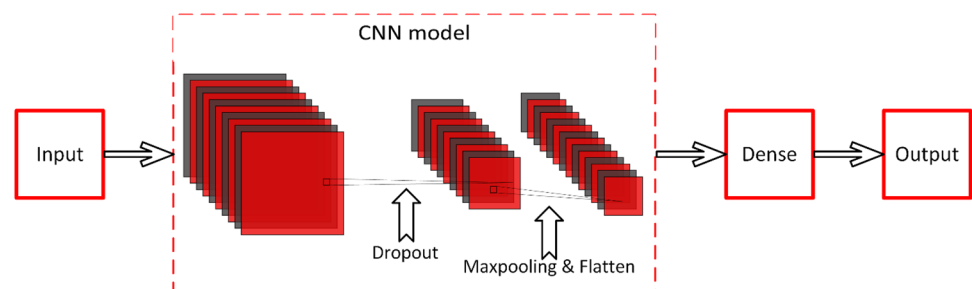 CNN model
Input
Dense
Output
Dropout
Maxpooling & Flatten